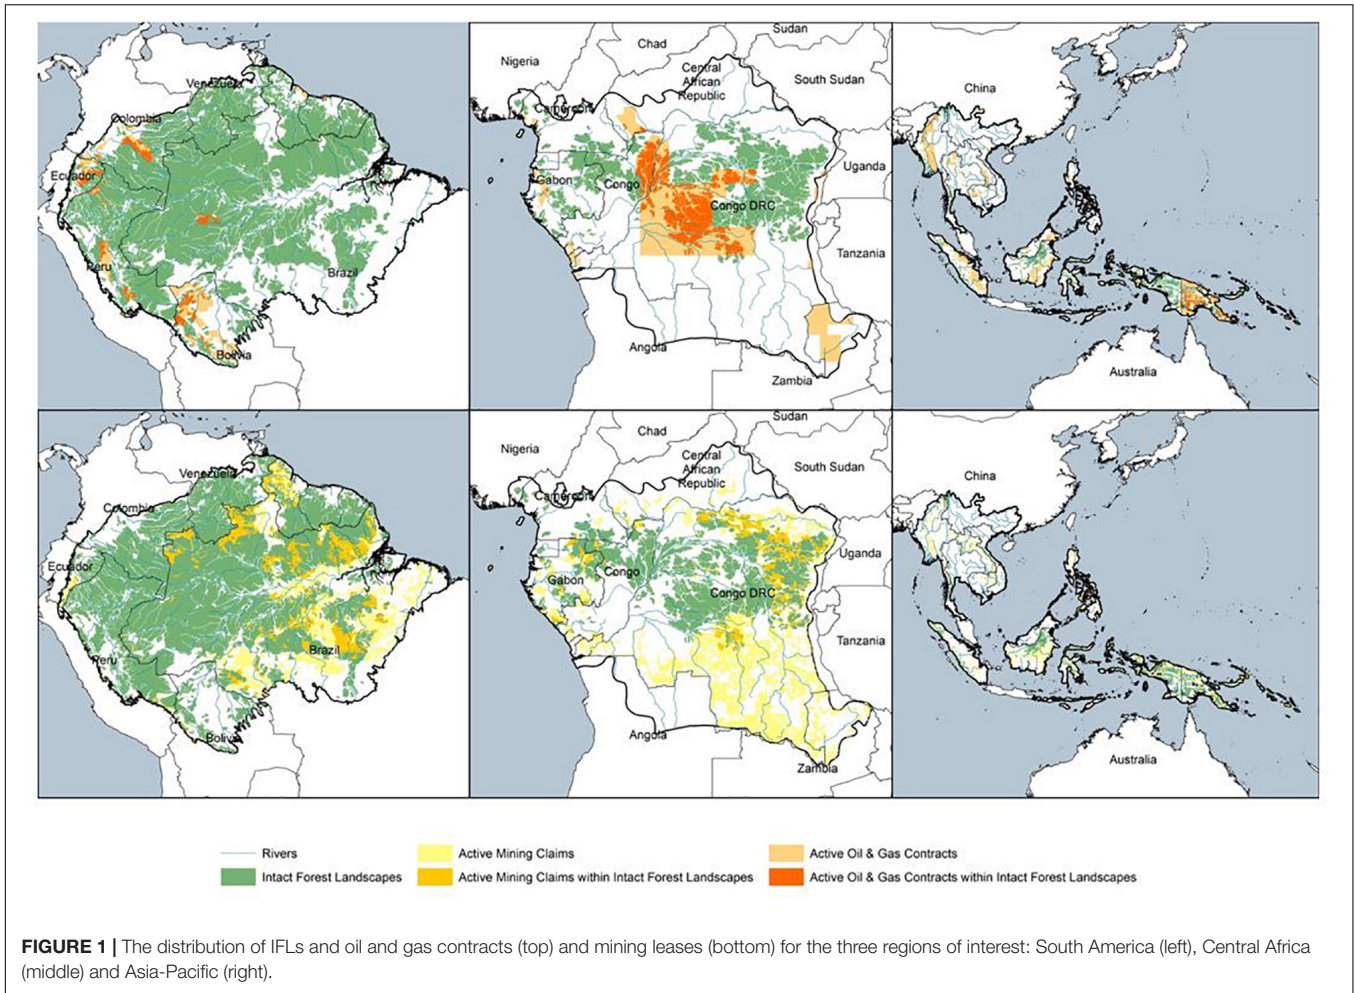 Venezuela
Colombia
Ecuador
Peru
Brazil
Bolivia
Sudan
Chad
Nigeria
Central
African
Republic
South Sudan
Cameroon
Uganda
Gabon
Congo
Congo DRC
Tanzania
Angola
Zambia
China
Australia
Venezuela
Colombia
Ecuador
Peru
Brazil
Bolivia
Sudan
Chad
Nigeria
Central
African
Republic
South Sudan
Cameroon
Uganda
Gabon
Congo
Congo DRC
Tanzania
Angola
Zambia
China
Australia
Rivers
Active Mining Claims
Active Oil & Gas Contracts
Intact Forest Landscapes
Active Mining Claims within Intact Forest Landscapes
Active Oil & Gas Contracts within Intact Forest Landscapes
FIGURE 1 | The distribution of IFLs and oil and gas contracts (top) and mining leases (bottom) for the three regions of interest: South America (left), Central Africa
(middle) and Asia-Pacific (right).